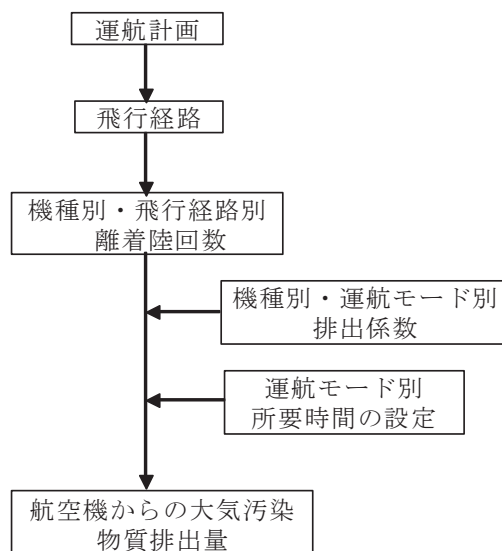 運航計画
飛行経路
機種別・飛行経路別
離着陸回数
機種別・運航モード別
排出係数
運航モード別
所要時間の設定
航空機からの大気汚染
物質排出量